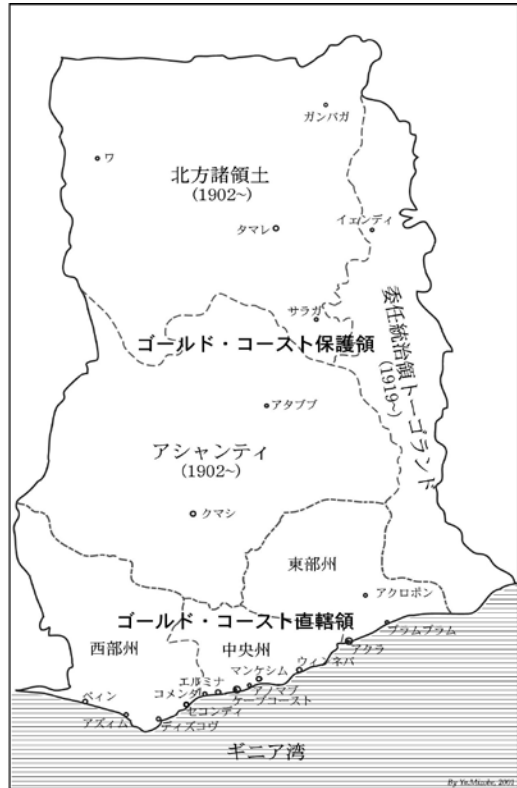 ガンバガ
ワ
北方諸領土
(1902~)
タマレ
イェンディ
サラガ
委任統治領トーゴランド
(1919~)
ゴールド・コースト保護領
アタブブ
アシャンティ
(1902~)
クマシ
東部州
アクロポン
ゴールド・コースト直轄領
プラムプラム
西部州
中央州
アクラ
ウィンネバ
マンケシム
エルミナ
アノマブ
コメンダ
ケープコースト
ベイン
セコンディ
アズィム
ディズコヴ
ギニア湾
By Yu.Mizobe, 2001